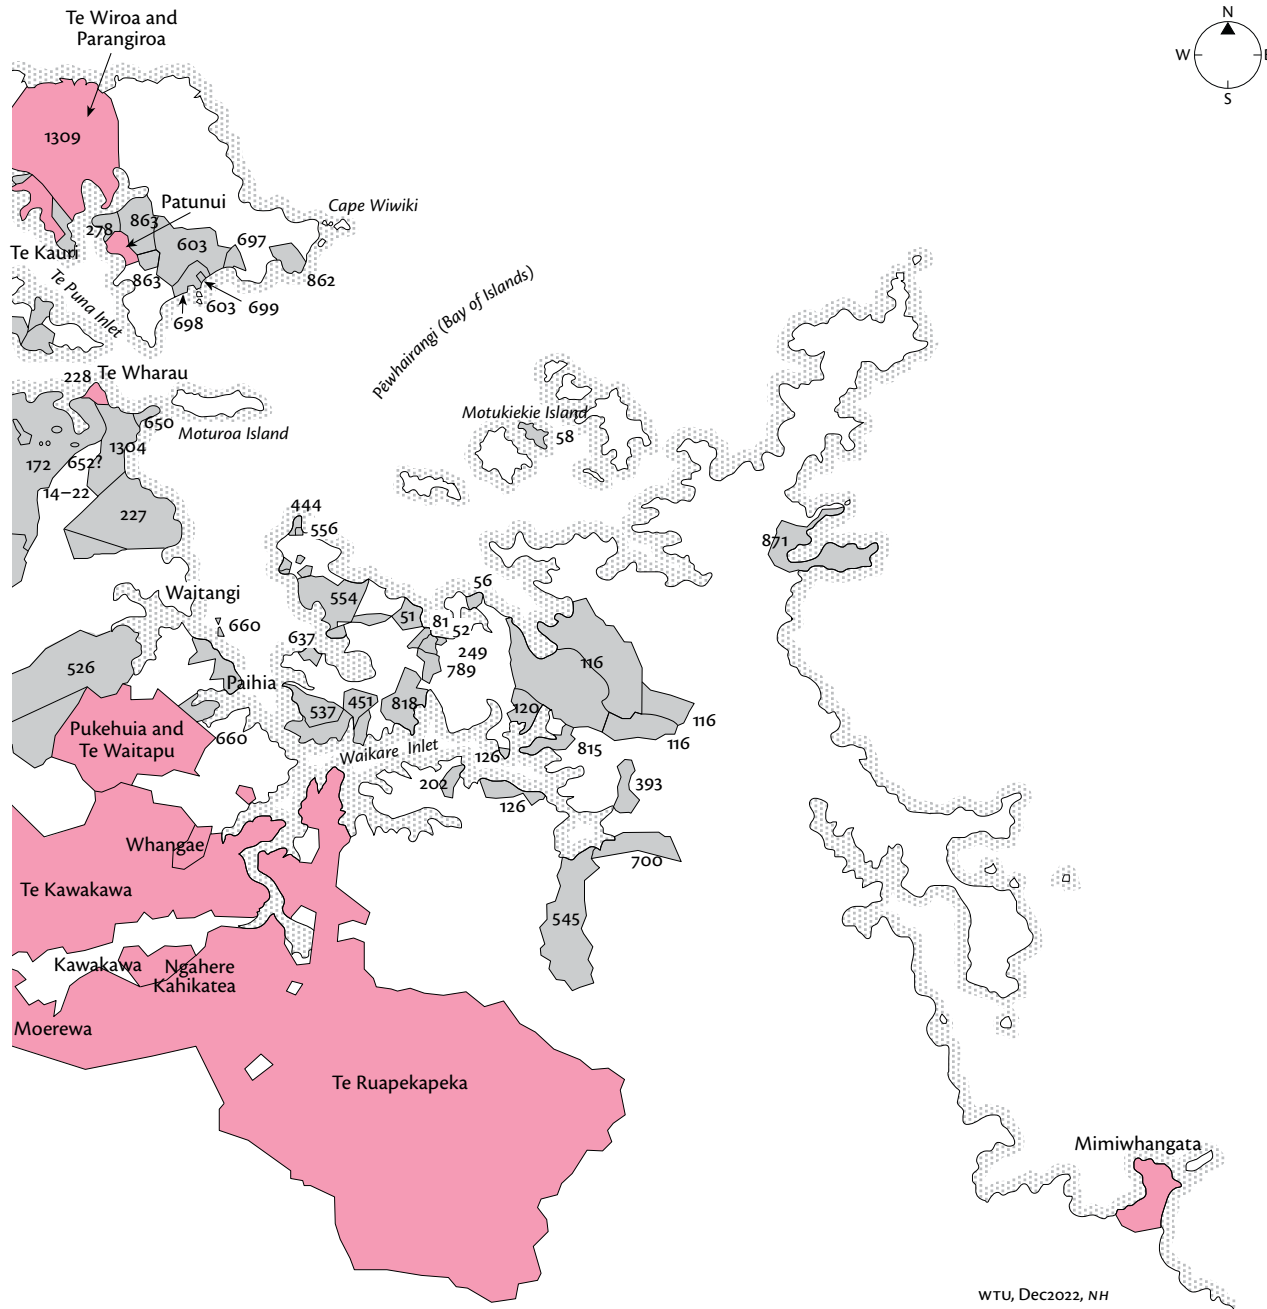 Te Wiroa and
Parangiroa
N
W
E
S
1309
Patunui
Cape Wiwiki
863
278
603
697
Te Kauri
863
862
Te Puna Inlet
603
699
698
Pēwhairangi (Bay of Islands)
228
Te Wharau
650
Moturoa Island
Motukiekie Island
58
1304
172
652?
14–22
227
444
556
871
Waitangi
56
554
660
51
81
52
637
249
789
526
116
Paihia
451
818
120
537
116
Pukehuia and
Te Waitapu
660
116
Waikare Inlet
815
126
202
393
126
Whangae
700
Te Kawakawa
545
Kawakawa
Ngahere
Kahikatea
Moerewa
Te Ruapekapeka
Mimiwhangata
WTU, Dec2022, NH